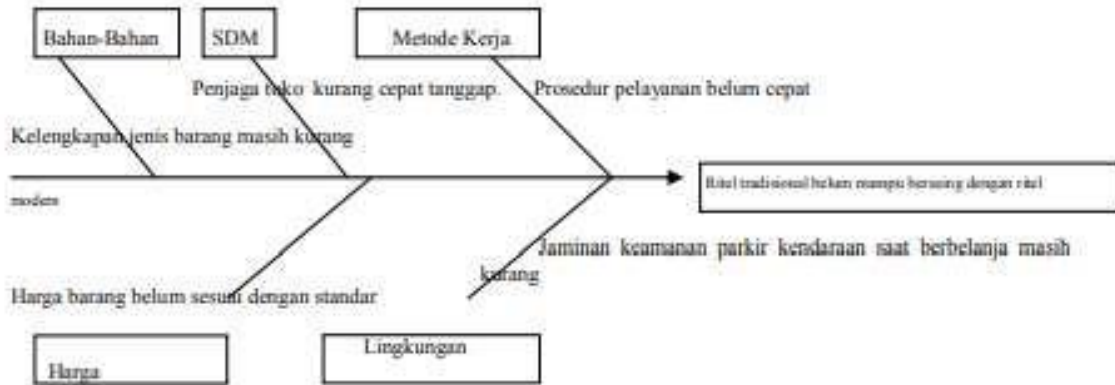 Bahan-Bahan
SDM
Metode Kerja
Penjaga toko kurang cepat tanggap.
Prosedur pelayanan belum cepat
Kelengkapan jenis barang masih kurang
Ritel tradisional belum mampu bersaing dengan ritel
modern
Jaminan keamanan parkir kendaraan saat berbelanja masih
kurang
Harga barang belum sesuai dengan standar
Lingkungan
Harga